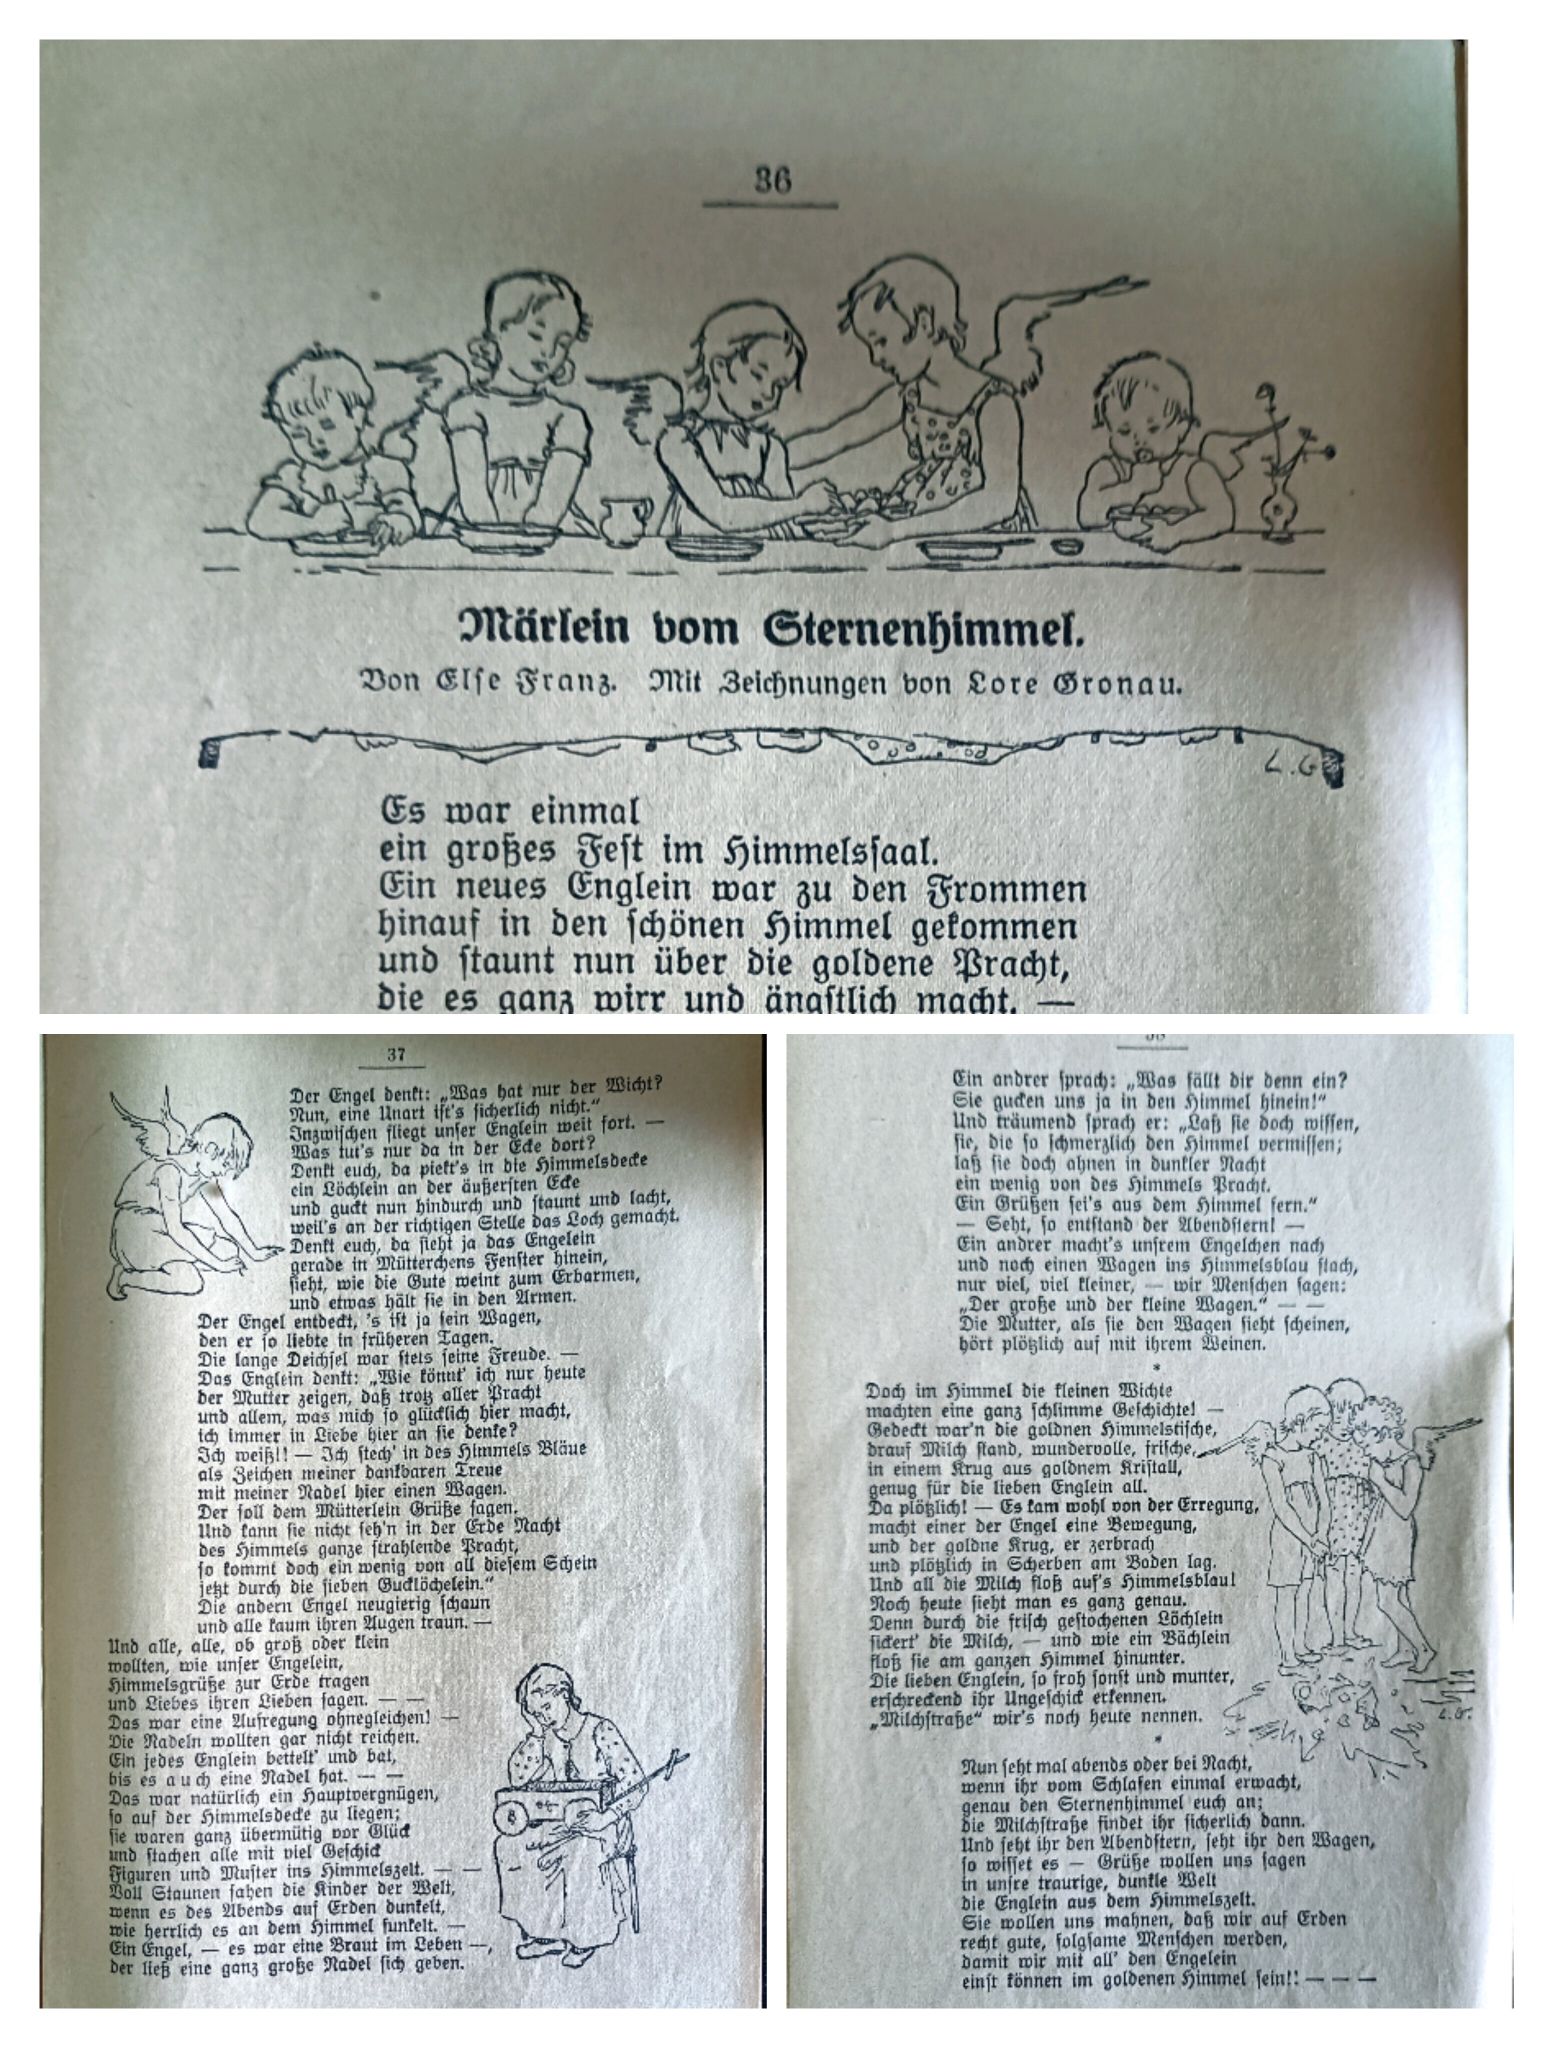 36
Märlein vom Sternenhimmel.
Von Else Franz. Mit Zeichnungen von Lore Gronau.
L. G.
Es war einmal
ein großes Fest im Himmelssaal.
Ein neues Englein war zu den Frommen
hinauf in den schönen Himmel gekommen
und staunt nun über die goldene Pracht,
die es ganz wirr und ängstlich macht. —
37
Der Engel denkt: „Was hat nur der Wicht?
Nun, eine Unart ist's sicherlich nicht.“
Inzwischen fliegt unser Englein weit fort. —
Was tut's nur da in der Ecke dort?
Denkt euch, da piekt's in die Himmelsdecke
ein Löchlein an der äußersten Ecke
und guckt nun hindurch und staunt und lacht,
weil's an der richtigen Stelle das Loch gemacht.
Denkt euch, da sieht ja das Engelein
gerade in Mütterchens Fenster hinein,
sieht, wie die Gute weint zum Erbarmen,
und etwas hält sie in den Armen.
Der Engel entdeckt, 's ist ja sein Wagen,
den er so liebte in früheren Tagen.
Die lange Deichsel war stets seine Freude. —
Das Englein denkt: „Wie könnt' ich nur heute
der Mutter zeigen, daß trotz aller Pracht
und allem, was mich so glücklich hier macht,
ich immer in Liebe hier an sie denke?
Ich weiß!! — Ich stech' in des Himmels Bläue
als Zeichen meiner dankbaren Treue
mit meiner Nadel hier einen Wagen.
Der soll dem Mütterlein Grüße sagen.
Und kann sie nicht seh'n in der Erde Nacht
des Himmels ganze strahlende Pracht,
so kommt doch ein wenig von all diesem Schein
jetzt durch die sieben Gucklöchelein.“
Die andern Engel neugierig schaun
und alle kaum ihren Augen traun. —
Und alle, alle, ob groß oder klein
wollten, wie unser Engelein,
Himmelsgrüße zur Erde tragen
und Liebes ihren Lieben sagen. — —
Das war eine Aufregung ohnegleichen! —
Die Nadeln wollten gar nicht reichen.
Ein jedes Englein bettelt' und bat,
bis es auch eine Nadel hat. — —
Das war natürlich ein Hauptvergnügen,
so auf der Himmelsdecke zu liegen;
sie waren ganz übermütig vor Glück
und stachen alle mit viel Geschick
Figuren und Muster ins Himmelszelt. — —
Voll Staunen sahen die Kinder der Welt,
wenn es des Abends auf Erden dunkelt,
wie herrlich es an dem Himmel funkelt. —
Ein Engel, — es war eine Braut im Leben —,
der ließ eine ganz große Nadel sich geben.
Ein andrer sprach: „Was fällt dir denn ein?
Sie gucken uns ja in den Himmel hinein!“
Und träumend sprach er: „Laß sie doch wissen,
sie, die so schmerzlich den Himmel vermissen;
laß sie doch ahnen in dunkler Nacht
ein wenig von des Himmels Pracht.
Ein Grüßen sei's aus dem Himmel fern.“
— Seht, so entstand der Abendstern! —
Ein andrer macht's unsrem Engelchen nach
und noch einen Wagen ins Himmelsblau stach,
nur viel, viel kleiner, — wir Menschen sagen:
„Der große und der kleine Wagen.“ — —
Die Mutter, als sie den Wagen sieht scheinen,
hört plötzlich auf mit ihrem Weinen.
*
Doch im Himmel die kleinen Wichte
machten eine ganz schlimme Geschichte! —
Gedeckt war'n die goldnen Himmelstische,
drauf Milch stand, wundervolle, frische,
in einem Krug aus goldnem Kristall,
genug für die lieben Englein all.
Da plötzlich! — Es kam wohl von der Erregung,
macht einer der Engel eine Bewegung,
und der goldne Krug, er zerbrach
und plötzlich in Scherben am Boden lag.
Und all die Milch floß auf's Himmelsblau!
Noch heute sieht man es ganz genau.
Denn durch die frisch gestochenen Löchlein
sickert' die Milch, — und wie ein Bächlein
floß sie am ganzen Himmel hinunter.
Die lieben Englein, so froh sonst und munter,
erschreckend ihr Ungeschick erkennen.
„Milchstraße“ wir's noch heute nennen.
L. G.
*
Nun seht mal abends oder bei Nacht,
wenn ihr vom Schlafen einmal erwacht,
genau den Sternenhimmel euch an;
die Milchstraße findet ihr sicherlich dann.
Und seht ihr den Abendstern, seht ihr den Wagen,
so wisset es — Grüße wollen uns sagen
in unsre traurige, dunkle Welt
die Englein aus dem Himmelszelt.
Sie wollen uns mahnen, daß wir auf Erden
recht gute, folgsame Menschen werden,
damit wir mit all' den Engelein
einst können im goldenen Himmel sein!! — — —